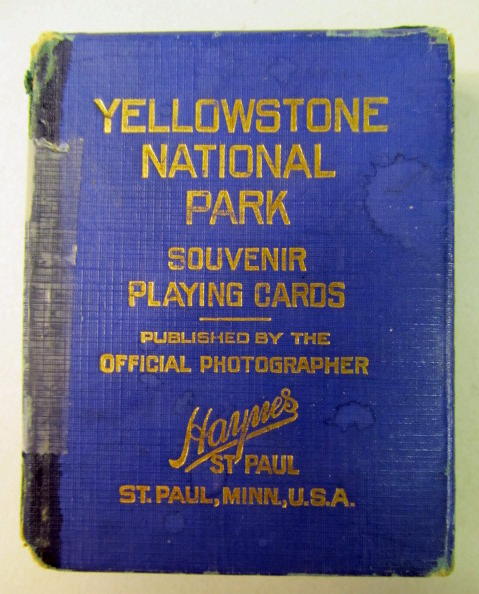 YELLOWSTONE
NATIONAL
PARK
SOUVENIR
PLAYING CARDS
PUBLISHED BY THE
OFFICIAL PHOTOGRAPHER
Haynes
ST PAUL
ST. PAUL, MINN., U.S.A.